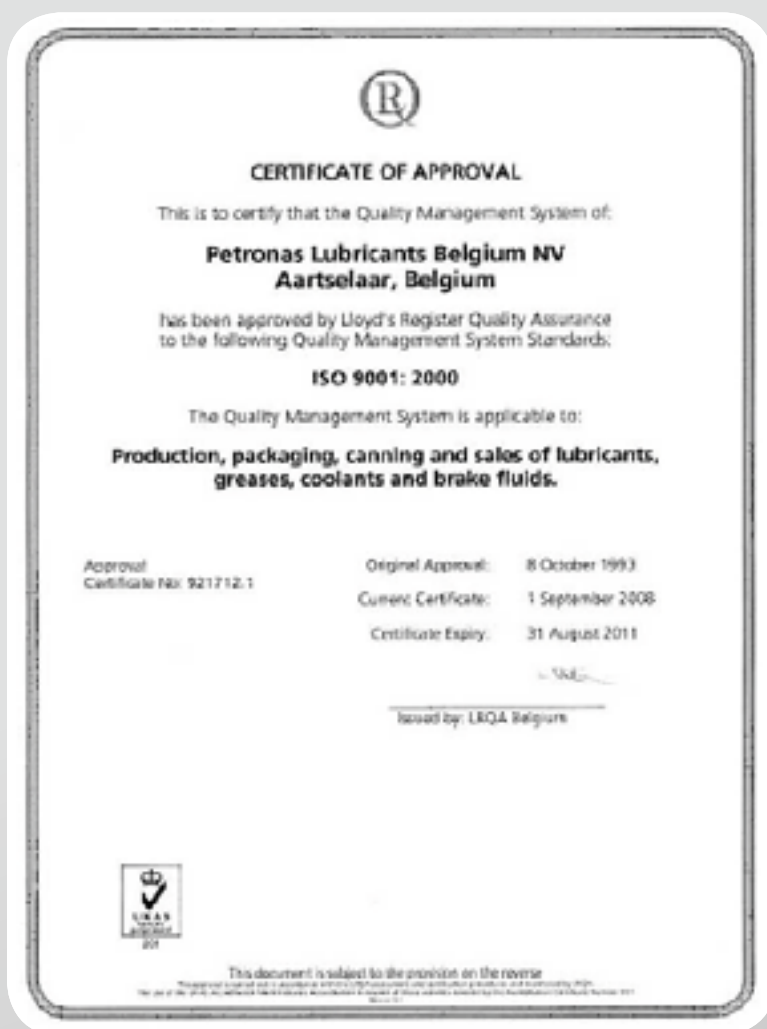 R
CERTIFICATE OF APPROVAL
This is to certify that the Quality Management System of:
Petronas Lubricants Belgium NV
Aartselaar, Belgium
has been approved by Lloyd's Register Quality Assurance
to the following Quality Management System Standards:
ISO 9001: 2000
The Quality Management System is applicable to:
Production, packaging, canning and sales of lubricants,
greases, coolants and brake fluids.
Approval
Certificate No: 921712.1
Original Approval: 8 October 1993
Current Certificate: 1 September 2008
Certificate Expiry: 31 August 2011
Issued by: LRQA Belgium
UKAS
001
This document is subject to the provision on the reverse